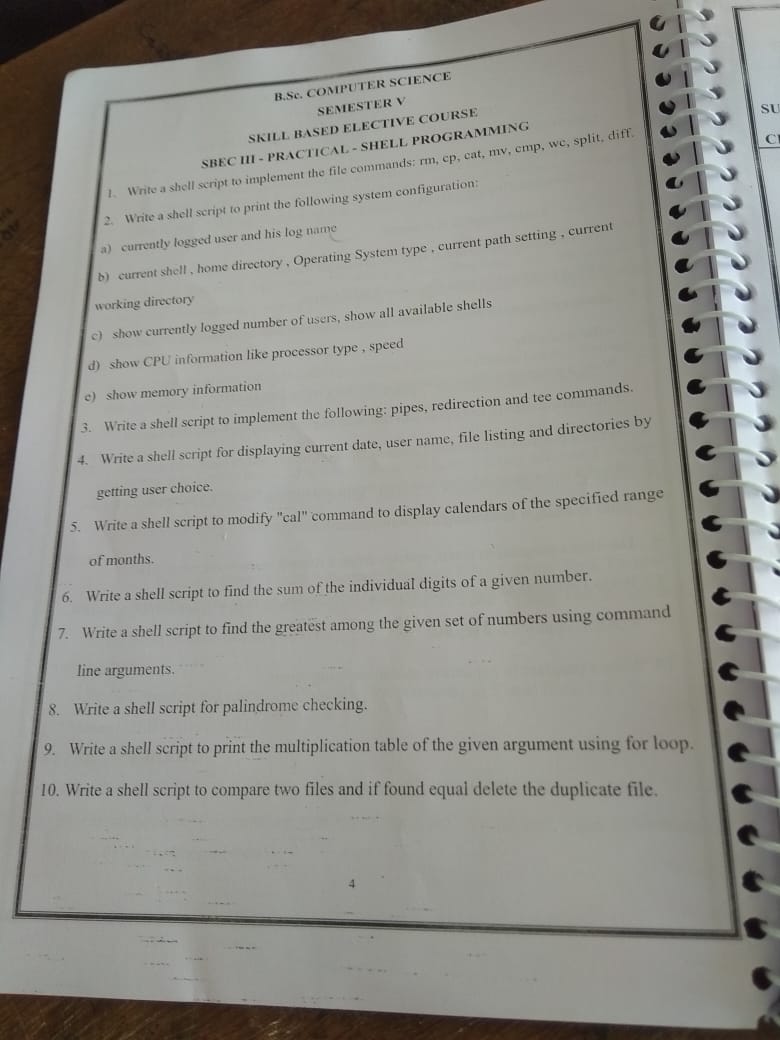 B.Sc. COMPUTER SCIENCE
SEMESTER V
SKILL BASED ELECTIVE COURSE
SBEC III - PRACTICAL - SHELL PROGRAMMING
1. Write a shell script to implement the file commands: rm, cp, cat, mv, cmp, wc, split, diff.
2. Write a shell script to print the following system configuration:
a) currently logged user and his log name
b) current shell , home directory , Operating System type , current path setting , current
working directory
c) show currently logged number of users, show all available shells
d) show CPU information like processor type , speed
e) show memory information
3. Write a shell script to implement the following: pipes, redirection and tee commands.
4. Write a shell script for displaying current date, user name, file listing and directories by
getting user choice.
5. Write a shell script to modify "cal" command to display calendars of the specified range
of months.
6. Write a shell script to find the sum of the individual digits of a given number.
7. Write a shell script to find the greatest among the given set of numbers using command
line arguments.
8. Write a shell script for palindrome checking.
9. Write a shell script to print the multiplication table of the given argument using for loop.
10. Write a shell script to compare two files and if found equal delete the duplicate file.
4
SU